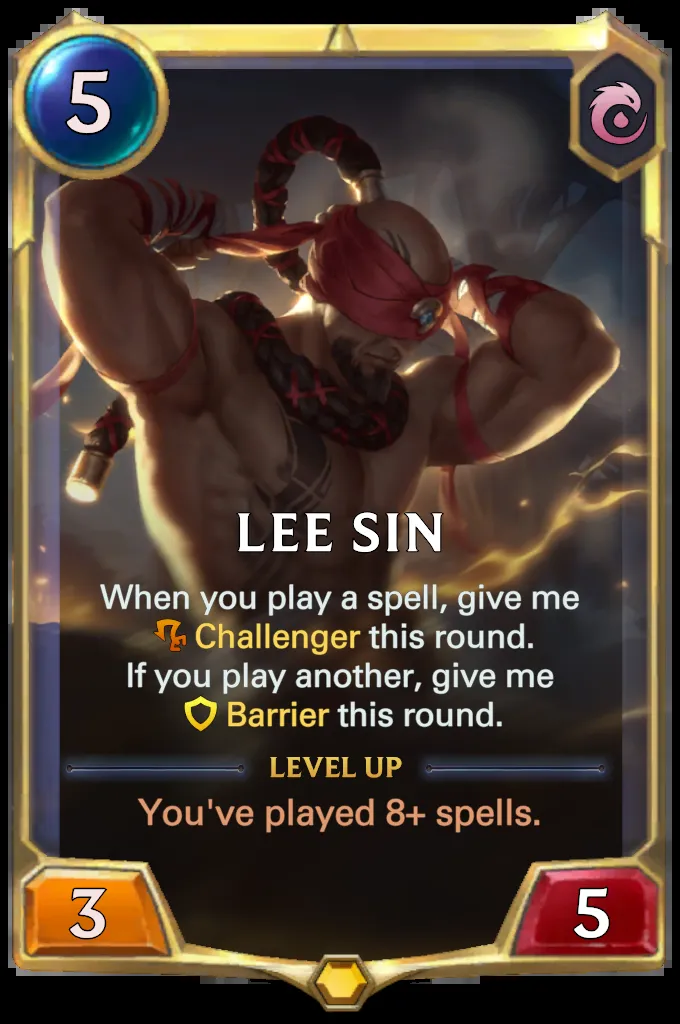 5
LEE SIN
When you play a spell, give me
Challenger this round.
If you play another, give me
Barrier this round.
LEVEL UP
You've played 8+ spells.
3
5